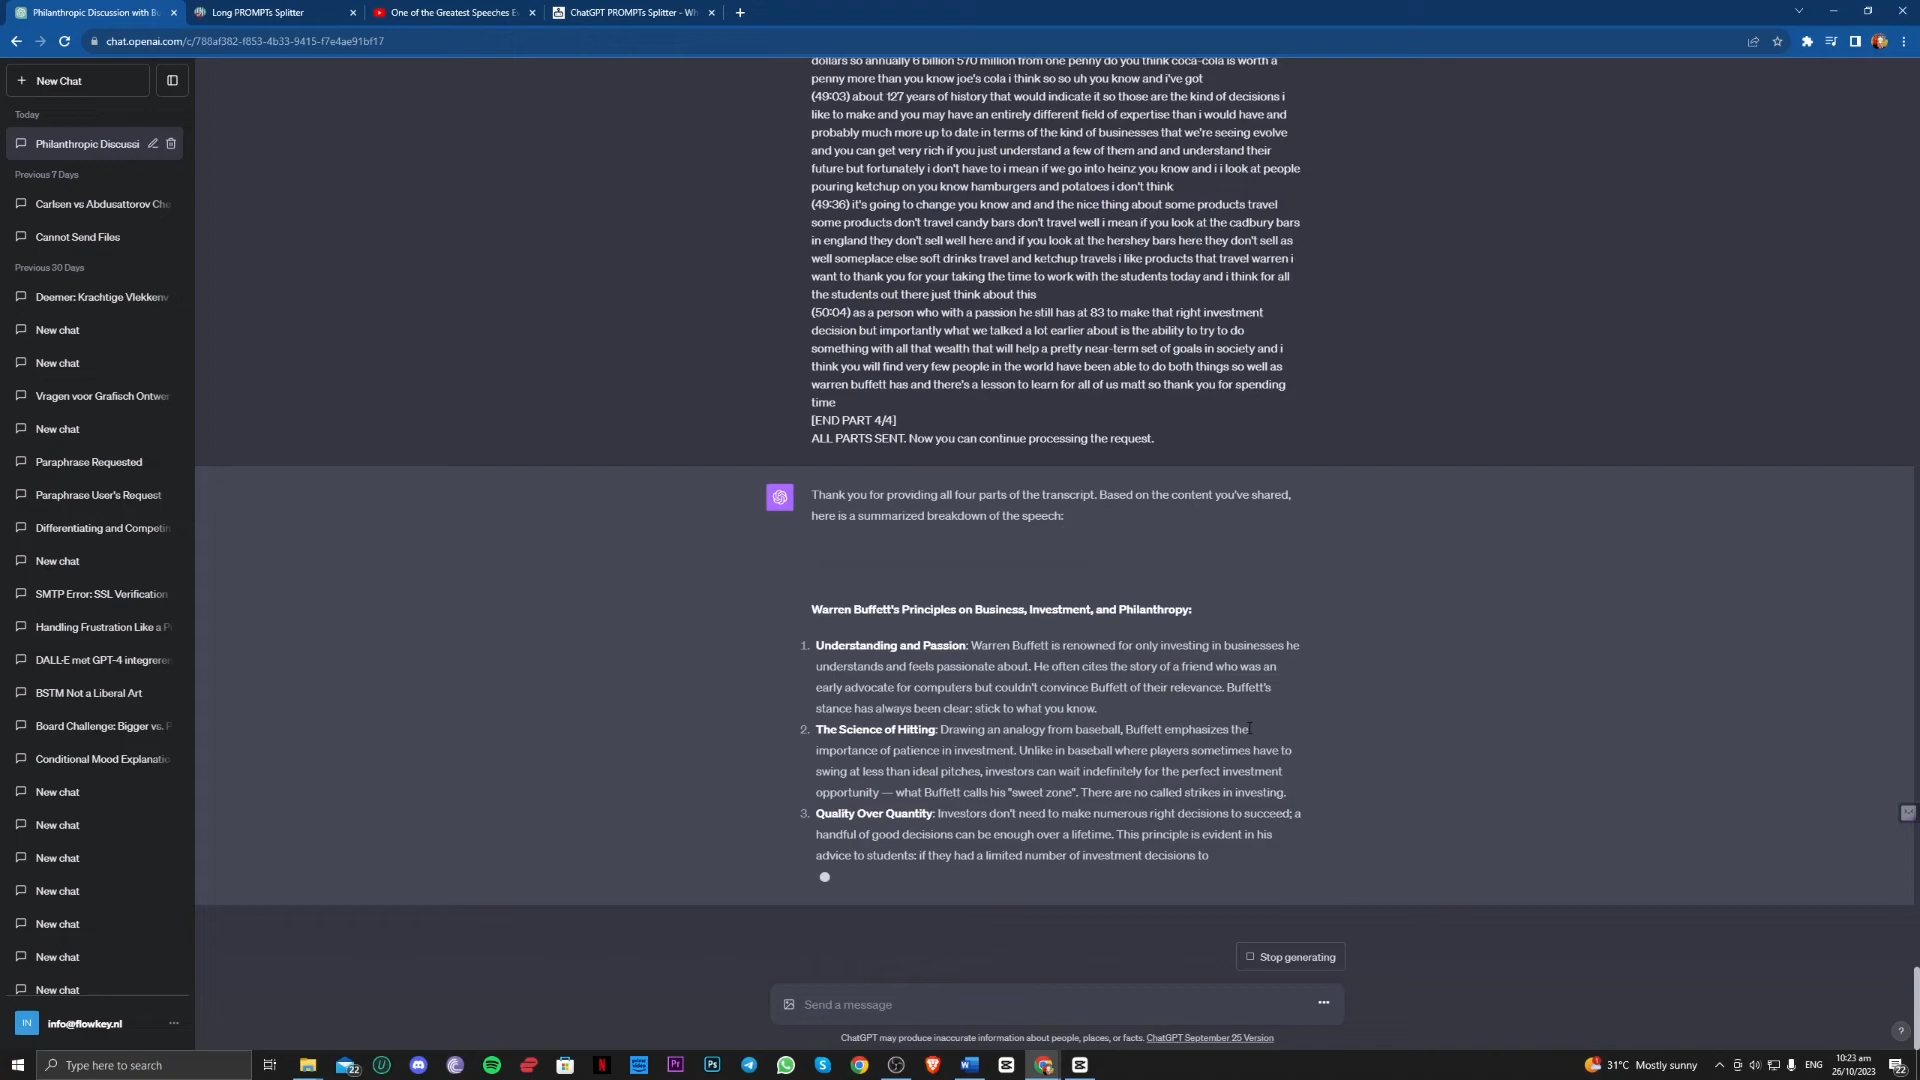 Philanthropic Discussion with Bu
Long PROMPTs Splitter
One of the Greatest Speeches E
ChatGPT PROMPTs Splitter - Wh
chat.openai.com/c/788af382-f853-4b33-9415-f7e4ae91bf17
New Chat
Today
Philanthropic Discussi
Previous 7 Days
Carlsen vs Abdusattorov Che
Cannot Send Files
Previous 30 Days
Deemer: Krachtige Vlekkenv
New chat
New chat
Vragen voor Grafisch Ontwer
New chat
Paraphrase Requested
Paraphrase User's Request
Differentiating and Competin
New chat
SMTP Error: SSL Verification
Handling Frustration Like a P
DALL·E met GPT-4 integreren
BSTM Not a Liberal Art
Board Challenge: Bigger vs. P
Conditional Mood Explanatio
New chat
New chat
New chat
New chat
New chat
New chat
New chat
IN
info@flowkey.nl
dollars so annually 6 billion 570 million from one penny do you think coca-cola is worth a
penny more than you know joe's cola i think so so uh you know and i've got
(49:03) about 127 years of history that would indicate it so those are the kind of decisions i
like to make and you may have an entirely different field of expertise than i would have and
probably much more up to date in terms of the kind of businesses that we're seeing evolve
and you can get very rich if you just understand a few of them and and understand their
future but fortunately i don't have to i mean if we go into heinz you know and i i look at people
pouring ketchup on you know hamburgers and potatoes i don't think
(49:36) it's going to change you know and and the nice thing about some products travel
some products don't travel candy bars don't travel well i mean if you look at the cadbury bars
in england they don't sell well here and if you look at the hershey bars here they don't sell as
well someplace else soft drinks travel and ketchup travels i like products that travel warren i
want to thank you for your taking the time to work with the students today and i think for all
the students out there just think about this
(50:04) as a person who with a passion he still has at 83 to make that right investment
decision but importantly what we talked a lot earlier about is the ability to try to do
something with all that wealth that will help a pretty near-term set of goals in society and i
think you will find very few people in the world have been able to do both things so well as
warren buffett has and there's a lesson to learn for all of us matt so thank you for spending
time
[END PART 4/4]
ALL PARTS SENT. Now you can continue processing the request.
Thank you for providing all four parts of the transcript. Based on the content you've shared,
here is a summarized breakdown of the speech:
Warren Buffett's Principles on Business, Investment, and Philanthropy:
1. Understanding and Passion: Warren Buffett is renowned for only investing in businesses he
understands and feels passionate about. He often cites the story of a friend who was an
early advocate for computers but couldn't convince Buffett of their relevance. Buffett's
stance has always been clear: stick to what you know.
2. The Science of Hitting: Drawing an analogy from baseball, Buffett emphasizes the
importance of patience in investment. Unlike in baseball where players sometimes have to
swing at less than ideal pitches, investors can wait indefinitely for the perfect investment
opportunity — what Buffett calls his "sweet zone". There are no called strikes in investing.
3. Quality Over Quantity: Investors don't need to make numerous right decisions to succeed; a
handful of good decisions can be enough over a lifetime. This principle is evident in his
advice to students: if they had a limited number of investment decisions to
Stop generating
Send a message
ChatGPT may produce inaccurate information about people, places, or facts. ChatGPT September 25 Version
?
Type here to search
22
31°C Mostly sunny
ENG
10:23 am
26/10/2023
22